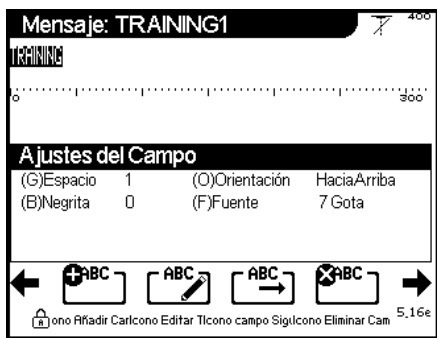 Mensaje: TRAINING1
400
TRAINING
0 300
Ajustes del Campo
(G)Espacio 1 (O)Orientación HaciaArriba
(B)Negrita 0 (F)Fuente 7 Gota
ABC ABC ABC ABC
A ono Añadir CarIcono Editar TIcono campo SigIcono Eliminar Cam 5,16e